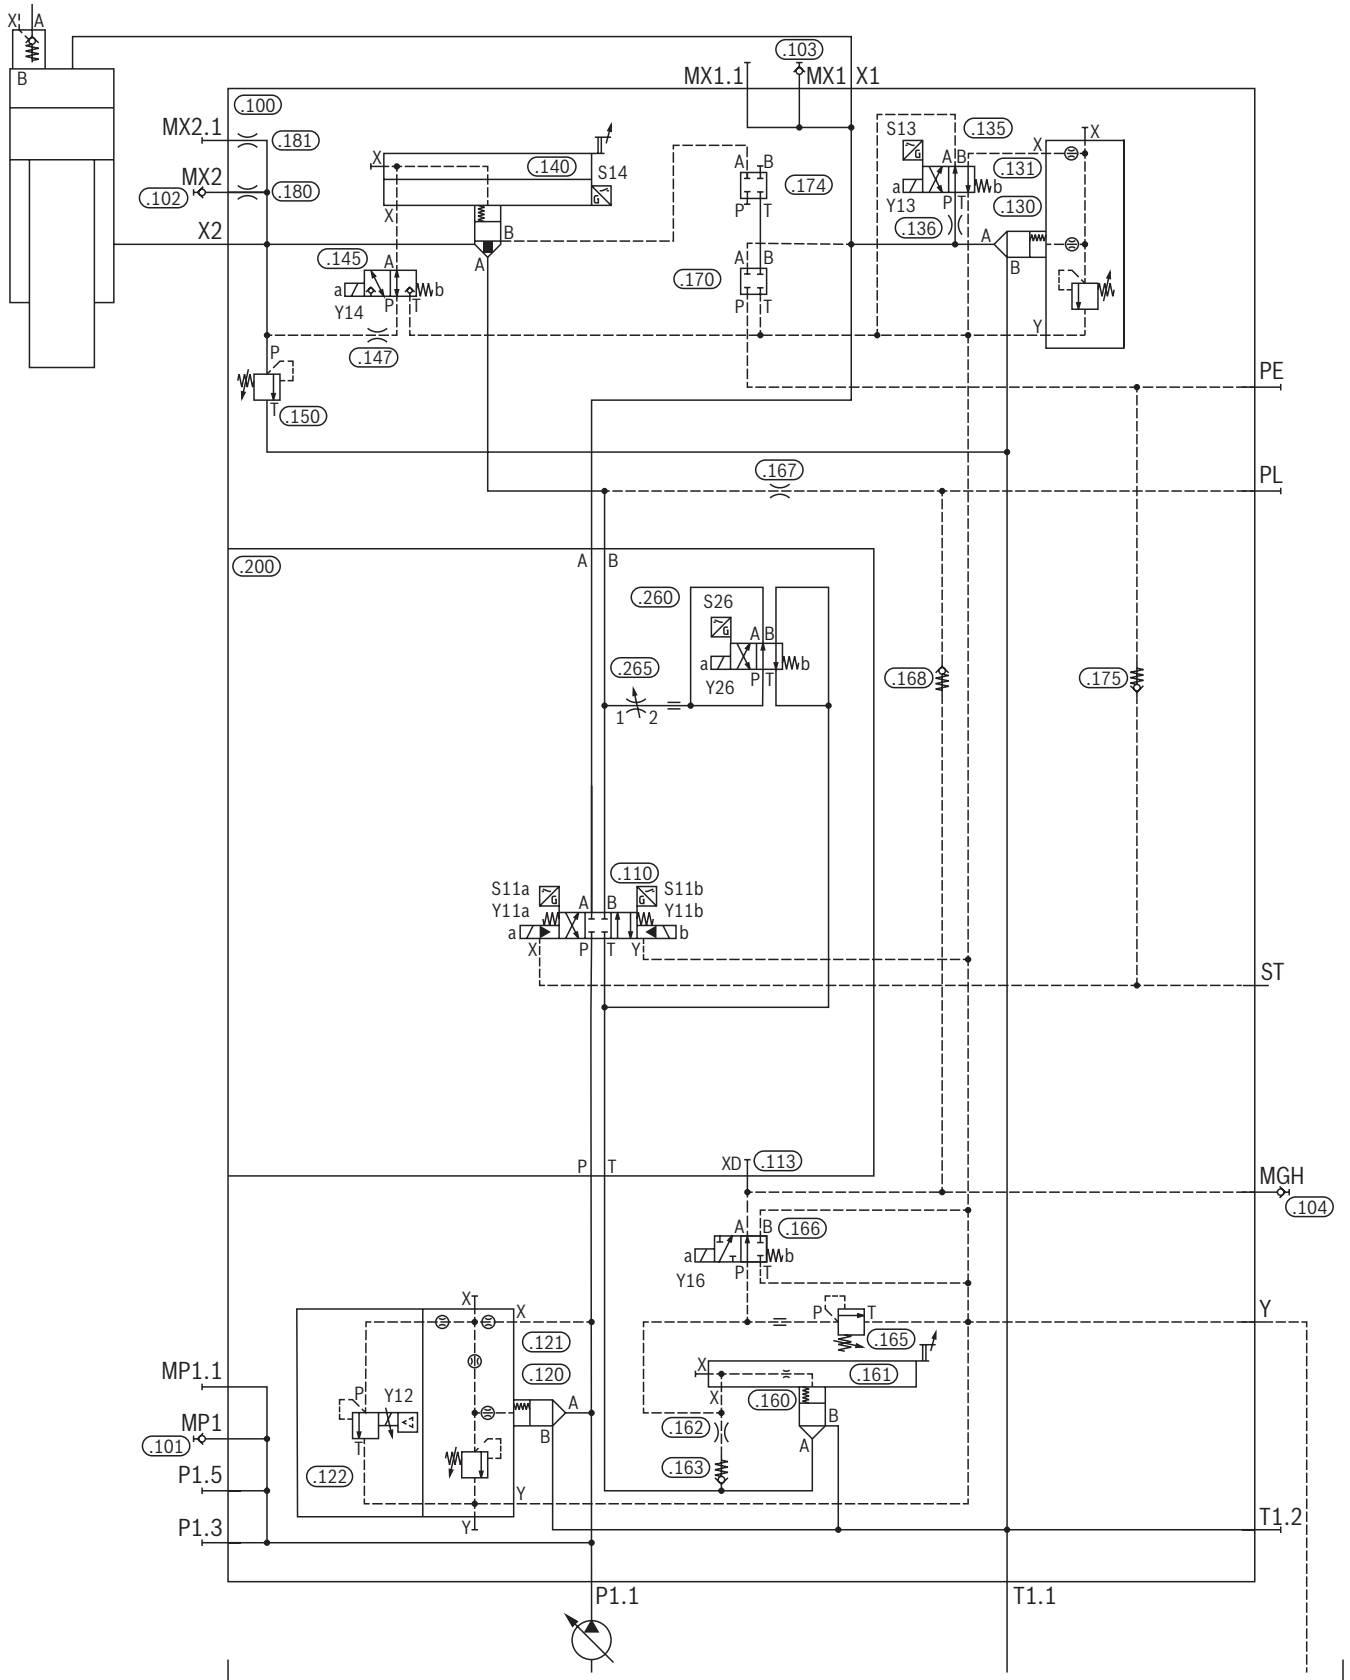 X A
B
.103
MX1.1 MX1 X1
.100
MX2.1
.181
X
.140
S14
G
A B
.174
P T
S13
G
.135
A B
a b
Y13
P T
X X
.131
.130
.136
A
B
MX2
.102
.180
X
B
A
X2
.145
A
a b
Y14
P T
.147
A B
.170
P T
Y
P
T
.150
PE
.167
PL
.200
A B
.260
S26
G
A B
a b
Y26
P T
.265
1 2
.168
.175
.110
S11a
G
S11b
G
Y11a
A B
Y11b
a b
X P T Y
ST
P T
XD
.113
MGH
.104
A B
.166
a b
Y16
P T
Y
X X
.121
.120
P T
.165
X
.161
X
.160
B
A
.162
.163
MP1.1
MP1
.101
P1.5
P1.3
P
Y12
T
.122
A
B
Y
Y
T1.2
P1.1
T1.1